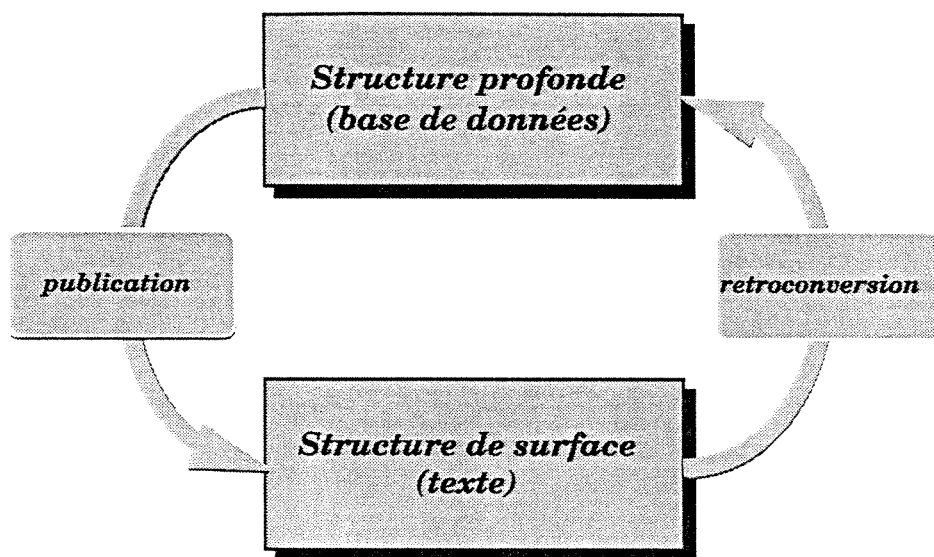 Structure profonde
(base de données)
publication
retroconversion
Structure de surface
(texte)